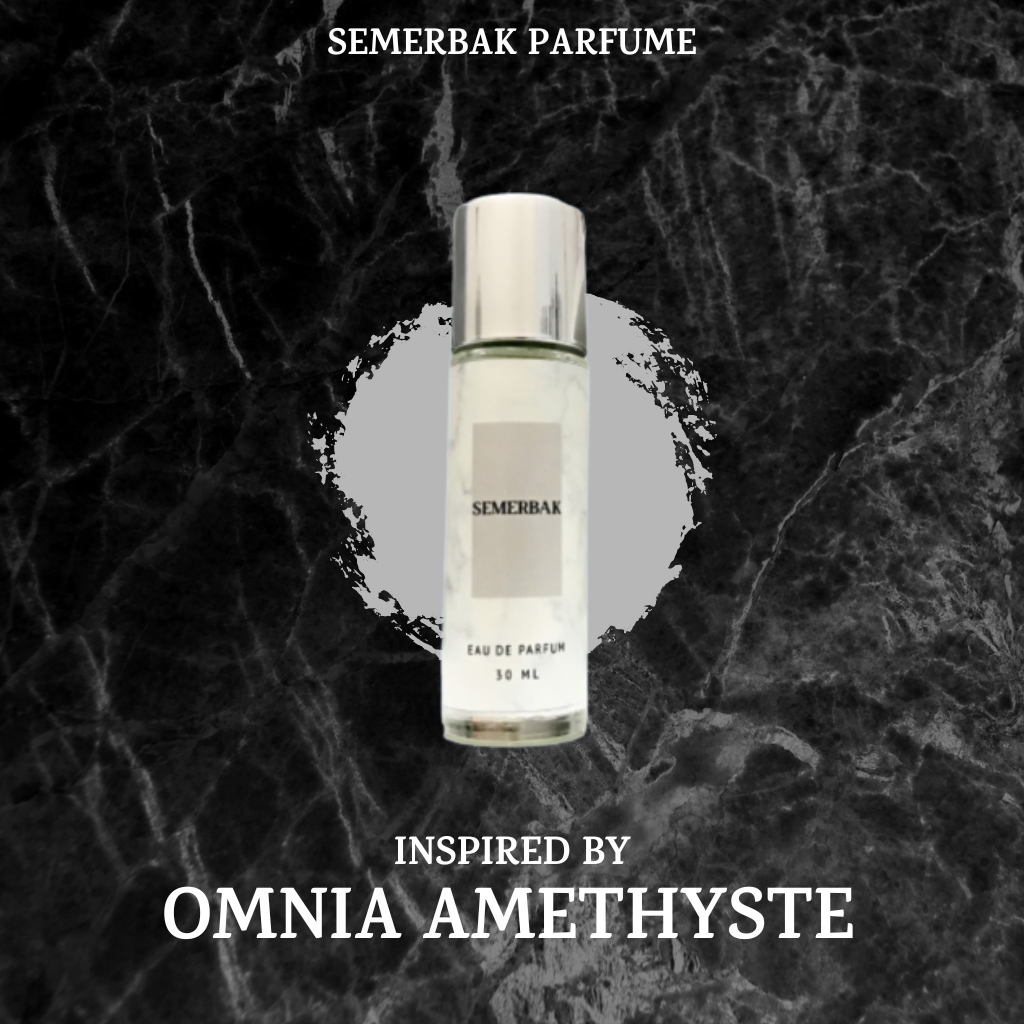 SEMERBAK PARFUME
SEMERBAK
EAU DE PARFUM
30 ML
INSPIRED BY
OMNIA AMETHYSTE